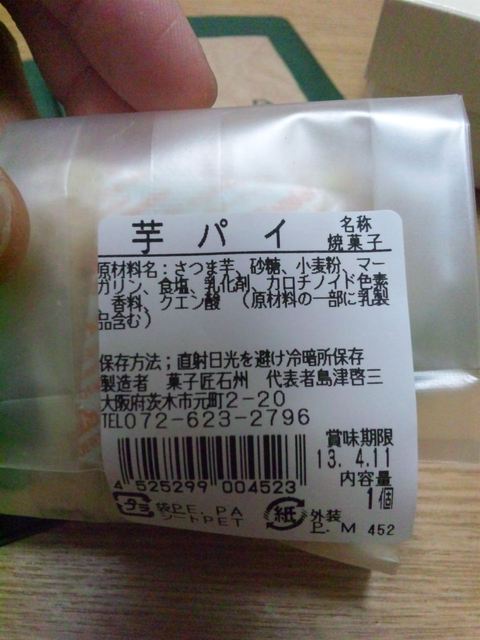 芋パイ
名称
焼菓子
原材料名：さつま芋、砂糖、小麦粉、マー
ガリン、食塩、乳化剤、カロチノイド色素
、香料、クエン酸　（原材料の一部に乳製
品含む）
保存方法；直射日光を避け冷暗所保存
製造者　菓子匠石州　代表者島津啓三
大阪府茨木市元町2－20
TEL072-623-2796
賞味期限
13. 4.11
4 525299 004523
内容量
1個
プラ
袋PE, PA
シートPET
紙
外装
P. M 452